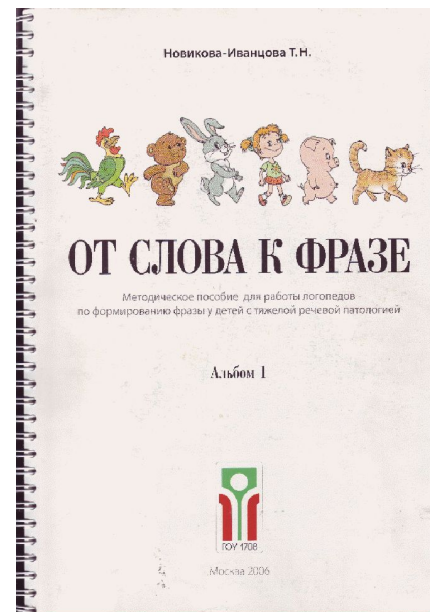 Новикова-Иванцова Т.Н.
ОТ СЛОВА К ФРАЗЕ
Методическое пособие для работы логопедов
по формированию фразы у детей с тяжелой речевой патологией
Альбом 1
ГОУ 1708
Москва 2006